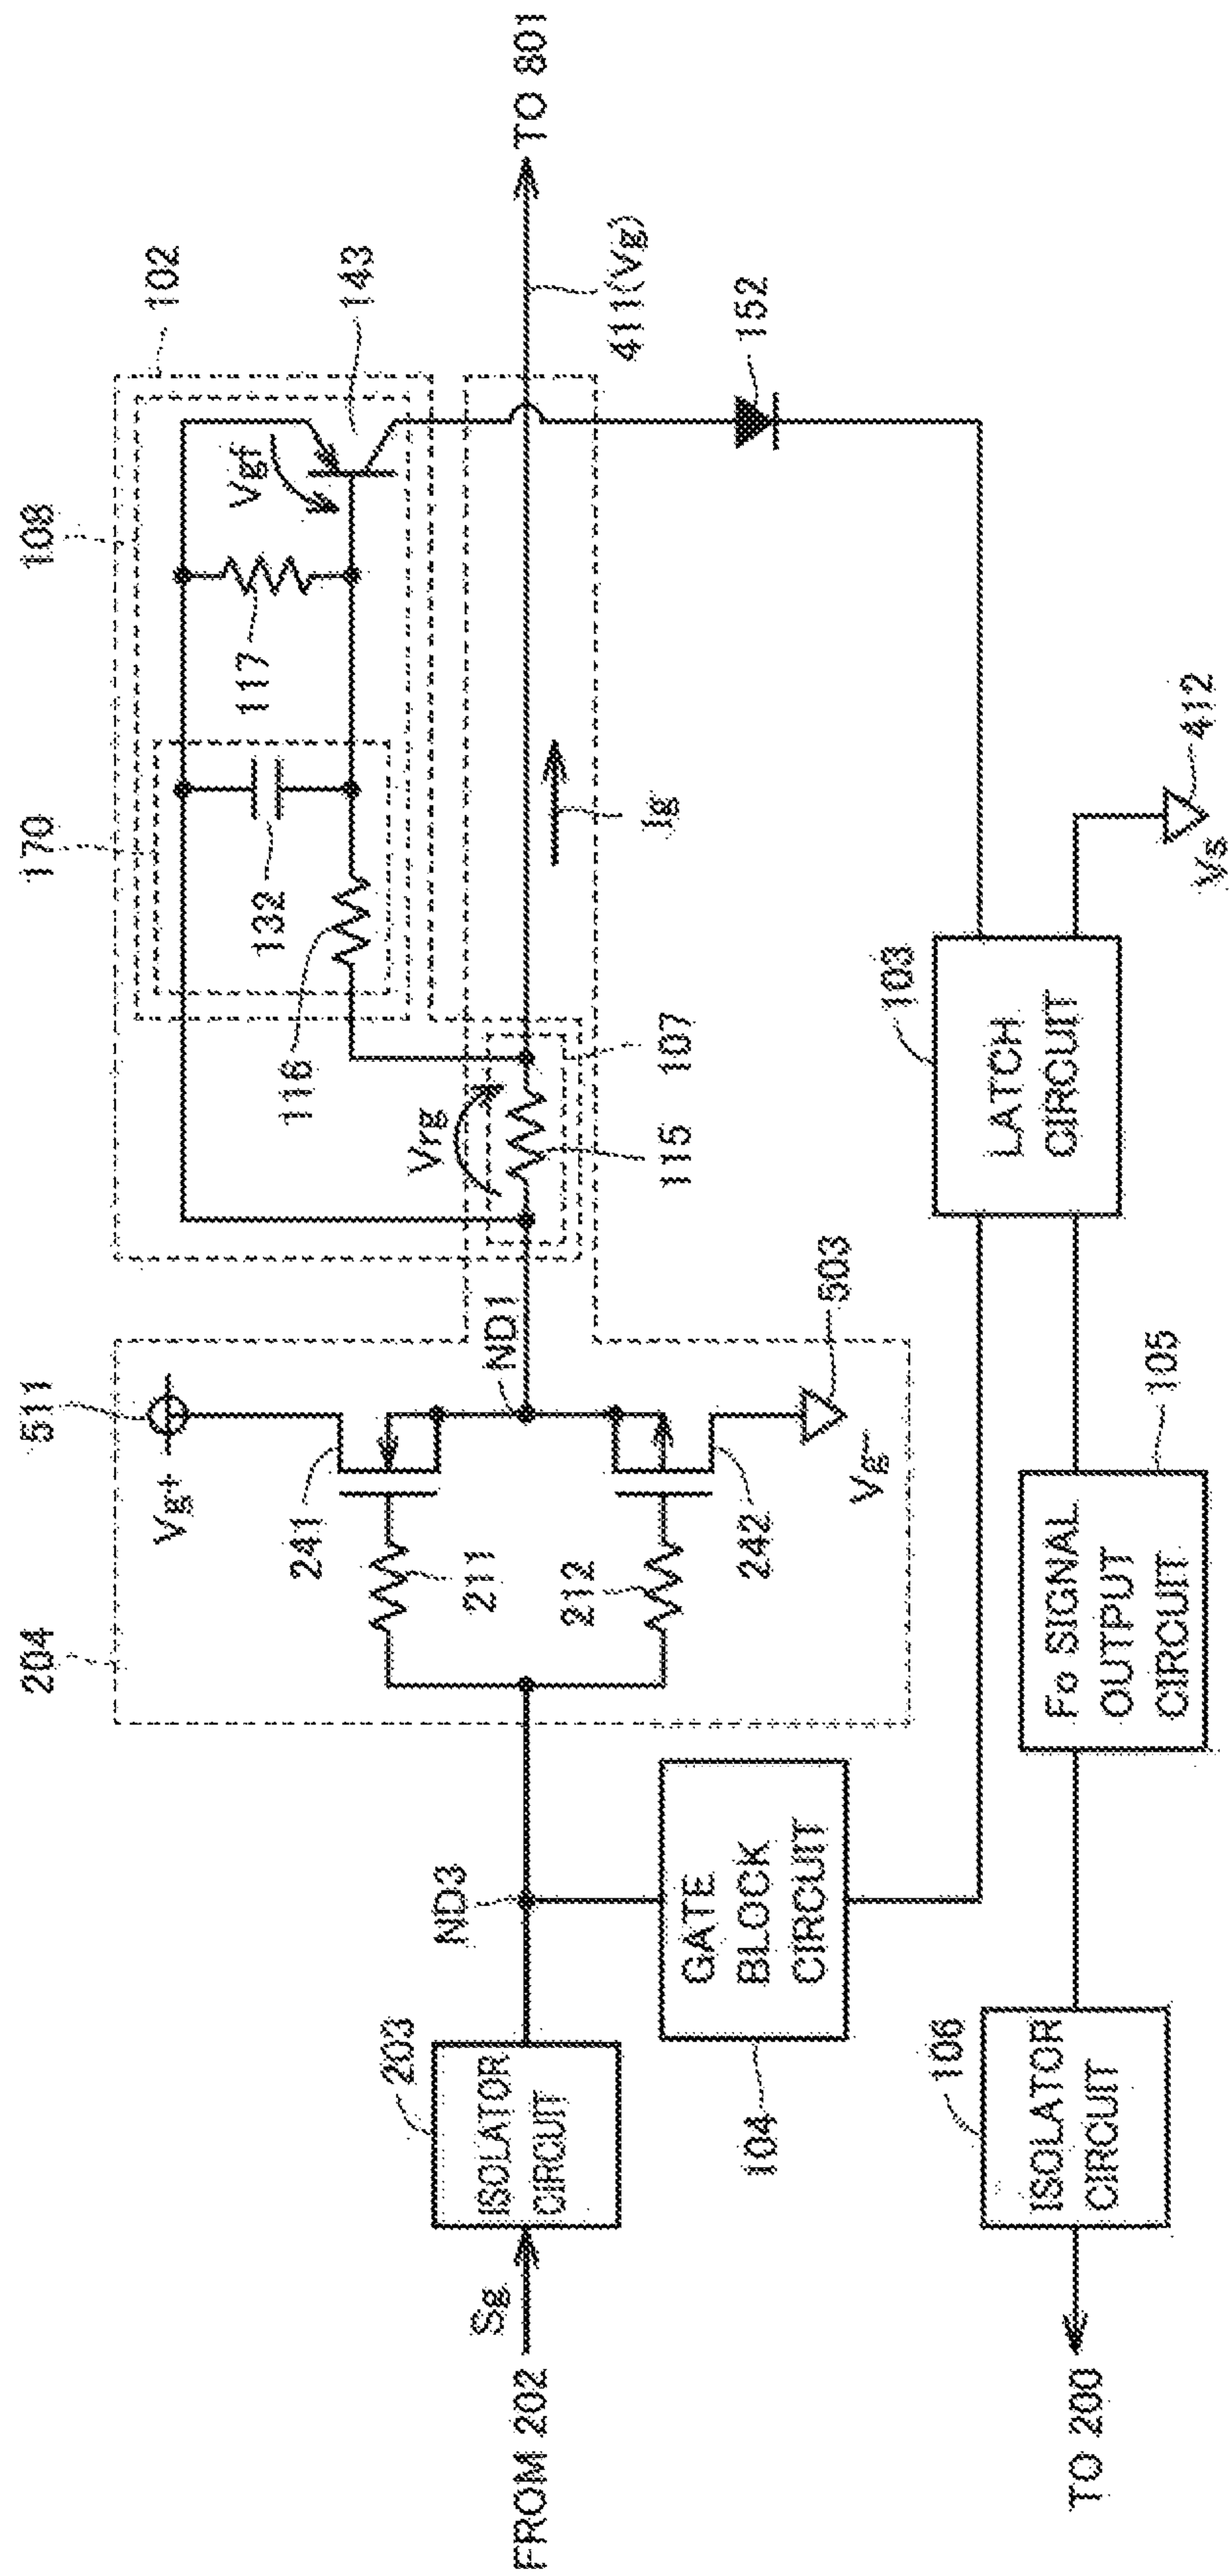 204
511
Vg+
241
211
212
242
Vg-
503
ND1
170
108
102
132
117
Vgf
143
116
Vrg
107
115
Ig
411(Vg)
TO 801
152
FROM 202
Sg
203
ISOLATOR
CIRCUIT
ND3
GATE
BLOCK
CIRCUIT
104
103
LATCH
CIRCUIT
Vs
412
TO 200
106
ISOLATOR
CIRCUIT
Fo SIGNAL
OUTPUT
CIRCUIT
105